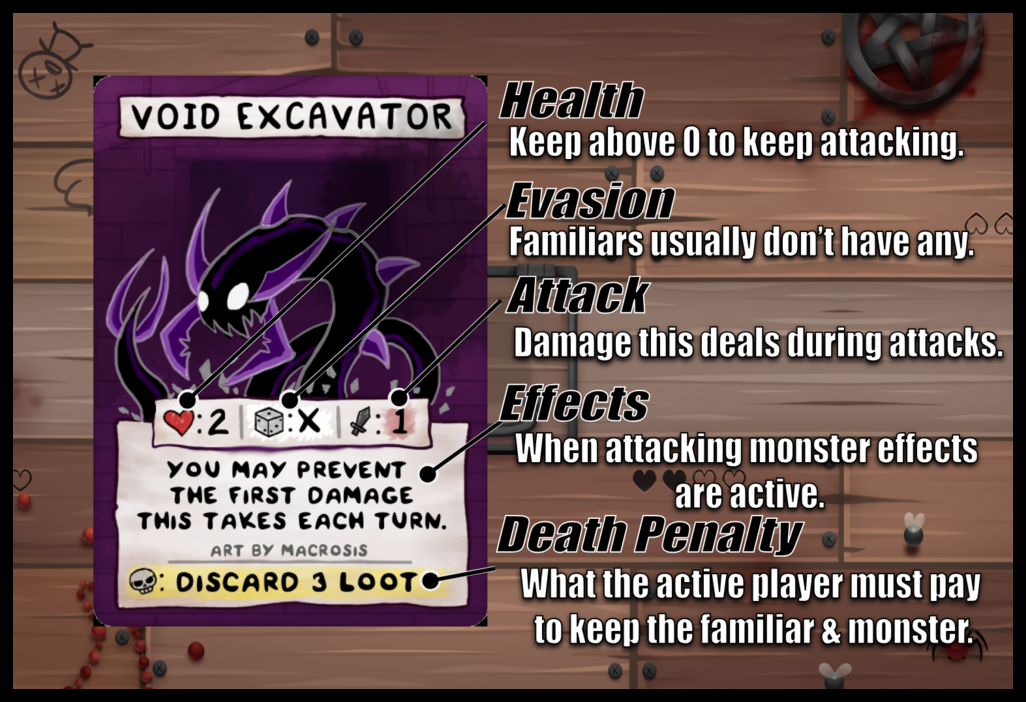 VOID EXCAVATOR
:2
:X
:1
YOU MAY PREVENT
THE FIRST DAMAGE
THIS TAKES EACH TURN.
ART BY MACROSIS
: DISCARD 3 LOOT
Health
Keep above 0 to keep attacking.
Evasion
Familiars usually don't have any.
Attack
Damage this deals during attacks.
Effects
When attacking monster effects
are active.
Death Penalty
What the active player must pay
to keep the familiar & monster.